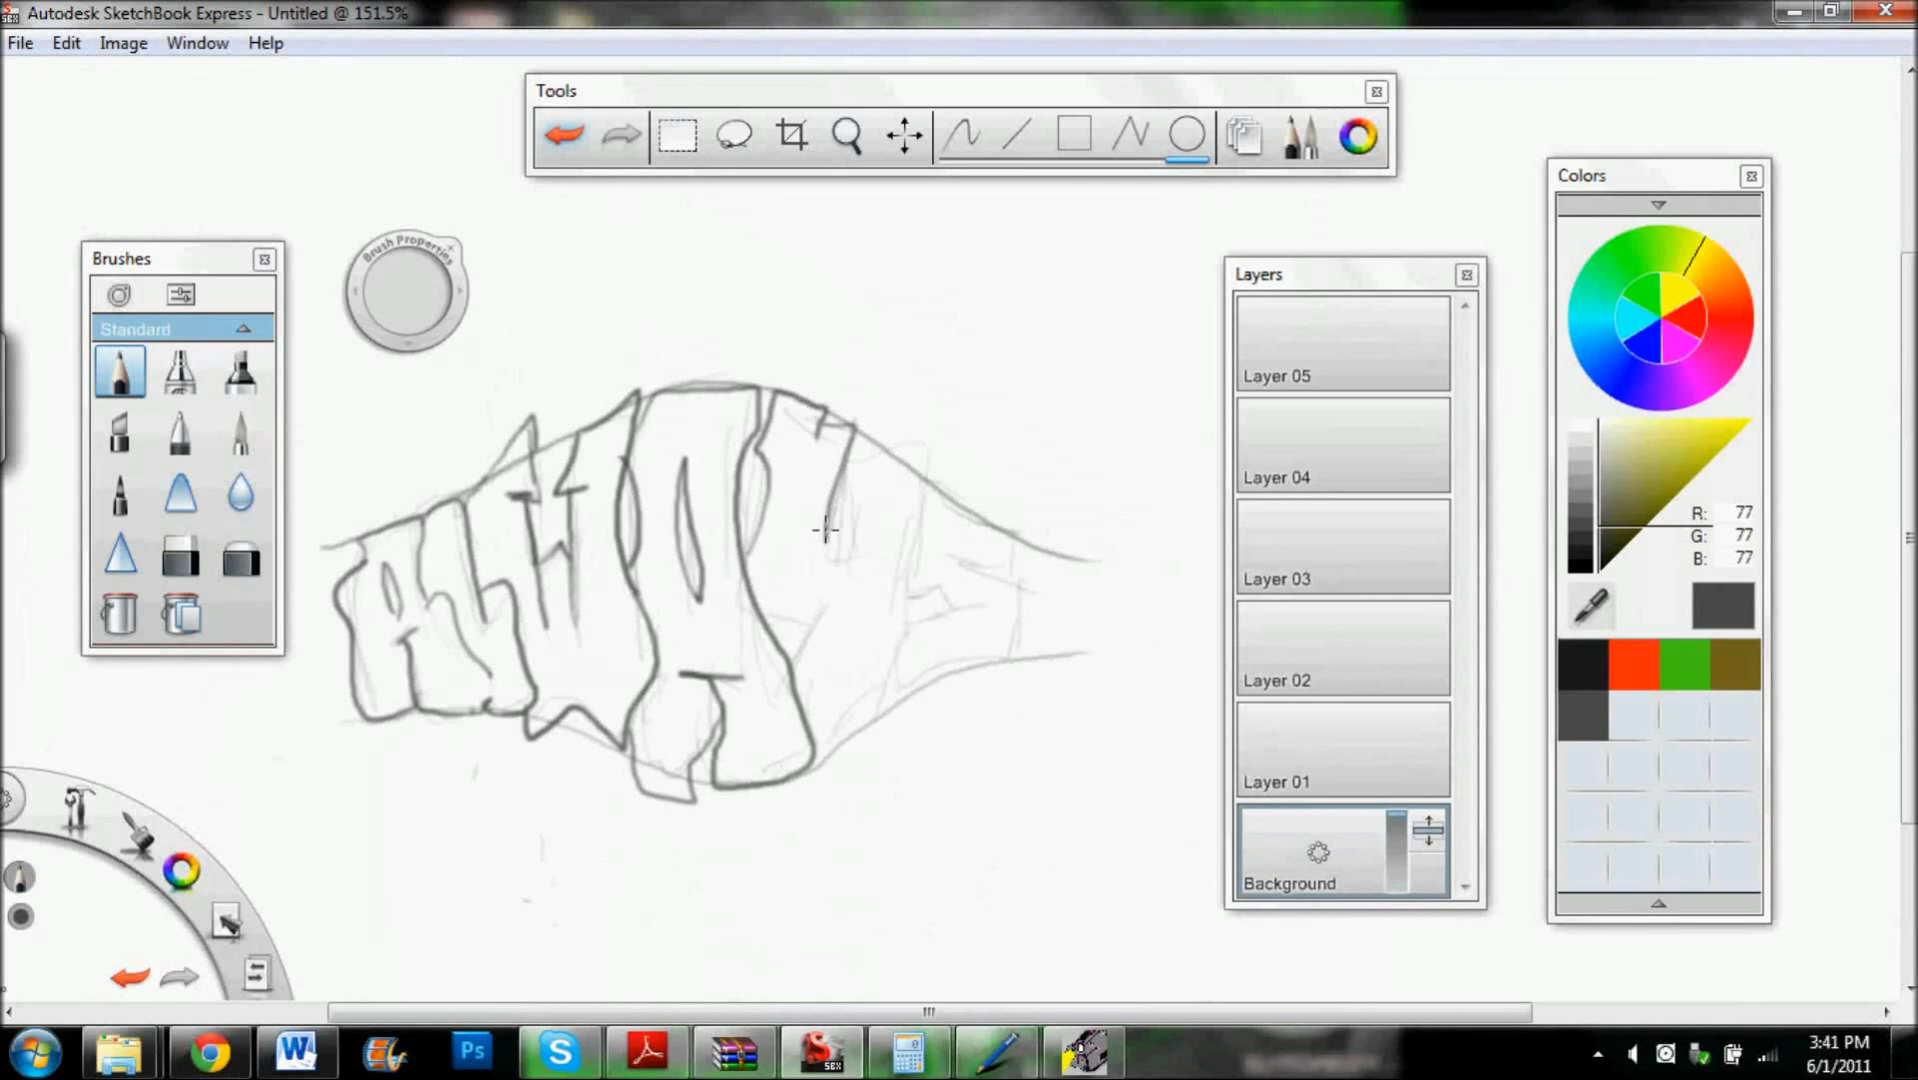 Autodesk SketchBook Express - Untitled @ 151.5%
File Edit Image Window Help
Tools
Colors
Brushes
Brush Properties
Layers
Standard
Layer 05
Layer 04
Layer 03
Layer 02
Layer 01
Background
R: 77
G: 77
B: 77
W
Ps
S
SBX
3:41 PM
6/1/2011